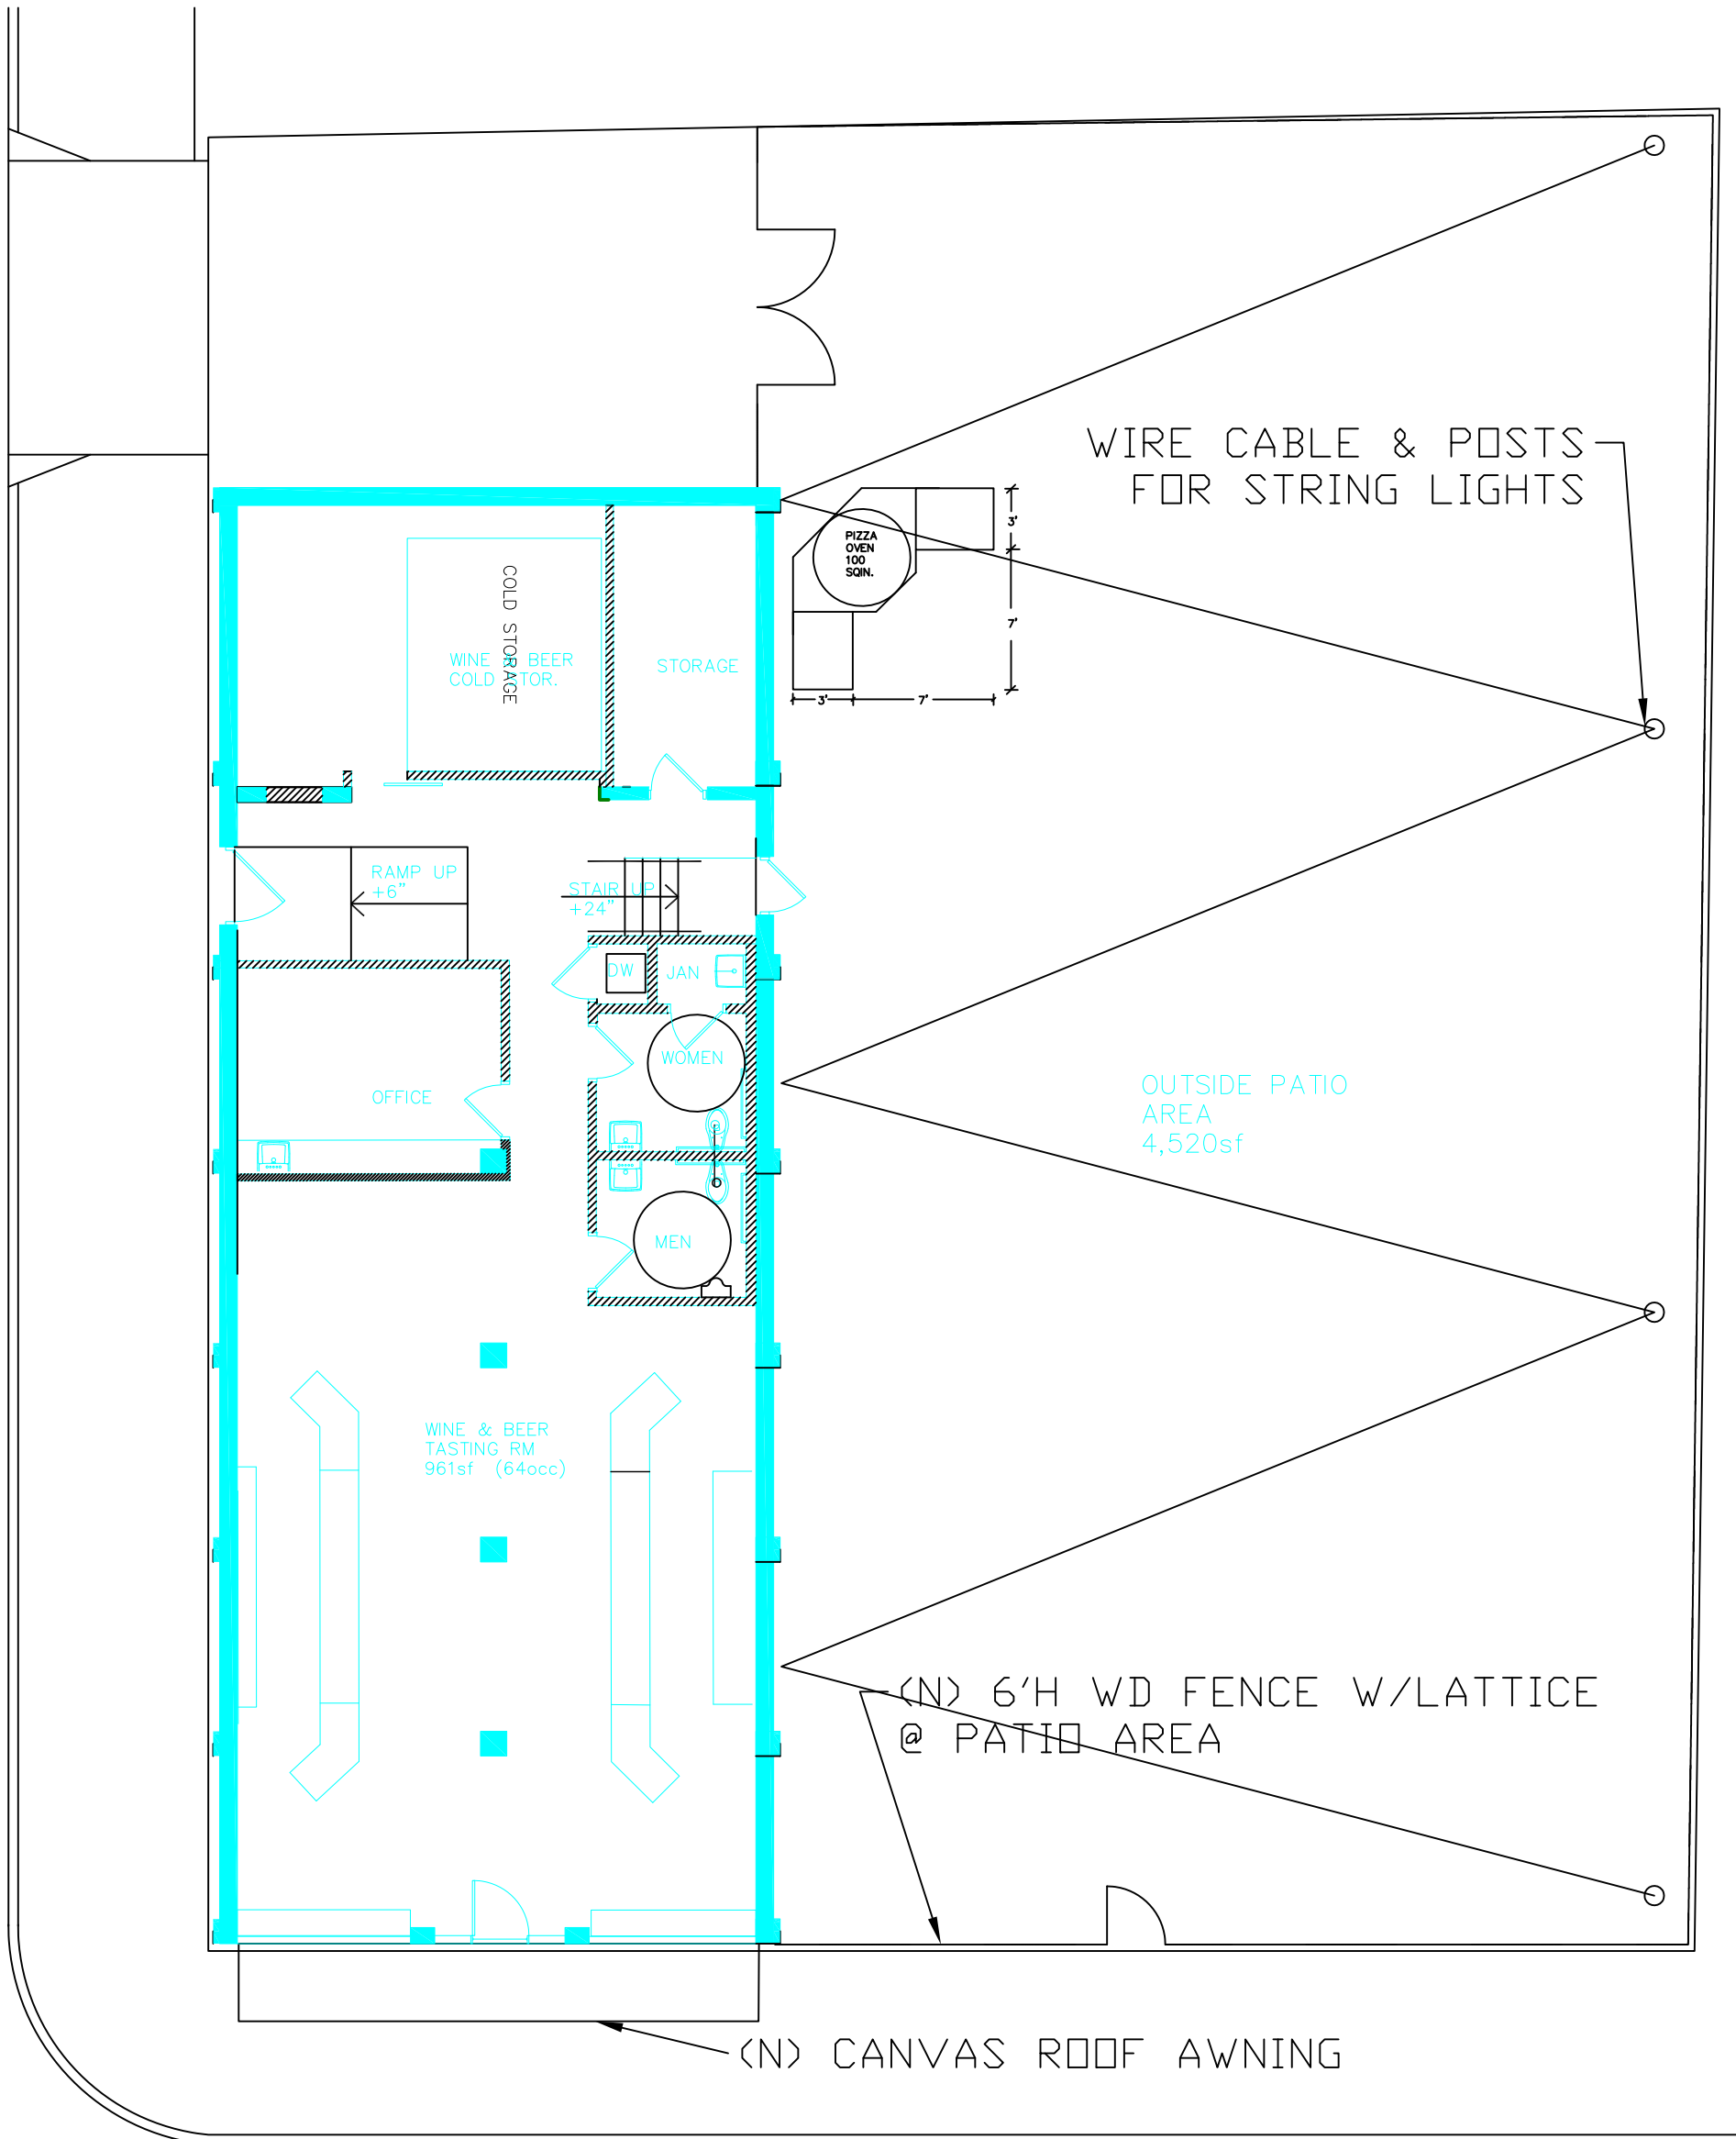 WIRE CABLE & POSTS
FOR STRING LIGHTS
3'
PIZZA
OVEN
100
SQIN.
7'
3'
7'
COLD STORAGE
WINE & BEER
COLD STOR.
STORAGE
RAMP UP
+6"
STAIR UP
+24"
DW
JAN
WOMEN
OFFICE
OUTSIDE PATIO
AREA
4,520sf
MEN
WINE & BEER
TASTING RM
961sf (64occ)
(N) 6'H WD FENCE W/LATTICE
@ PATIO AREA
(N) CANVAS ROOF AWNING